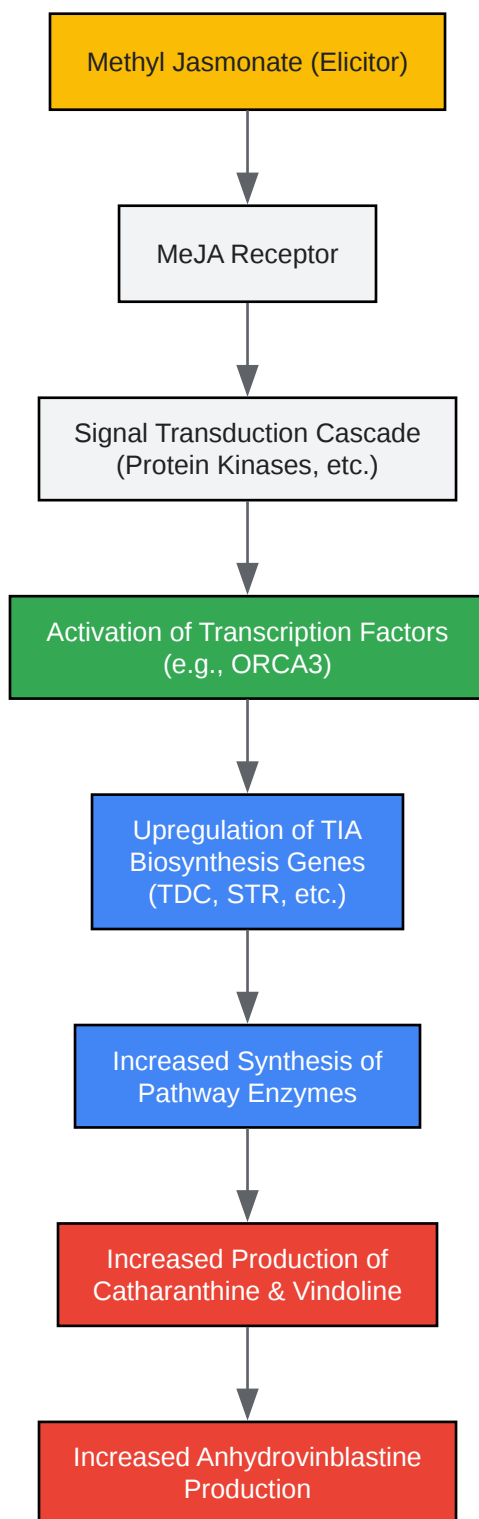 Methyl Jasmonate (Elicitor)
MeJA Receptor
Signal Transduction Cascade
(Protein Kinases, etc.)
Activation of Transcription Factors
(e.g., ORCA3)
Upregulation of TIA
Biosynthesis Genes
(TDC, STR, etc.)
Increased Synthesis of
Pathway Enzymes
Increased Production of
Catharanthine & Vindoline
Increased Anhydrovinblastine
Production